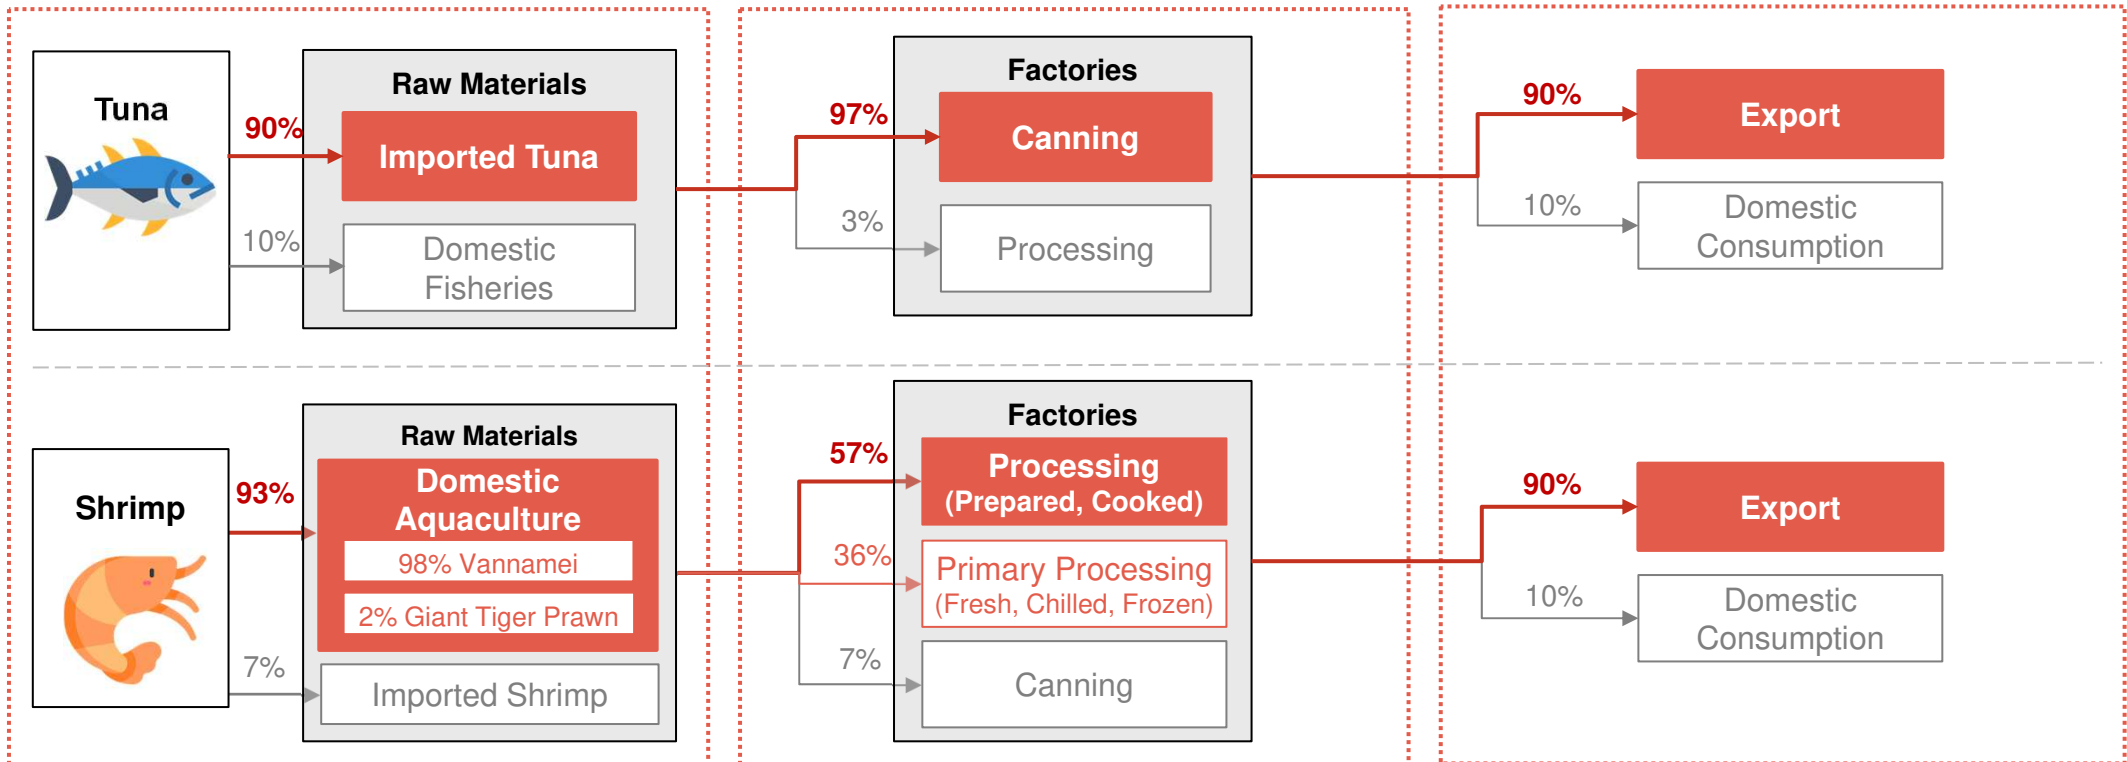 Tuna
90%
10%
Raw Materials
Imported Tuna
Domestic
Fisheries
97%
3%
Factories
Canning
Processing
90%
10%
Export
Domestic
Consumption
Shrimp
93%
7%
Raw Materials
Domestic
Aquaculture
98% Vannamei
2% Giant Tiger Prawn
Imported Shrimp
57%
36%
7%
Factories
Processing
(Prepared, Cooked)
Primary Processing
(Fresh, Chilled, Frozen)
Canning
90%
10%
Export
Domestic
Consumption